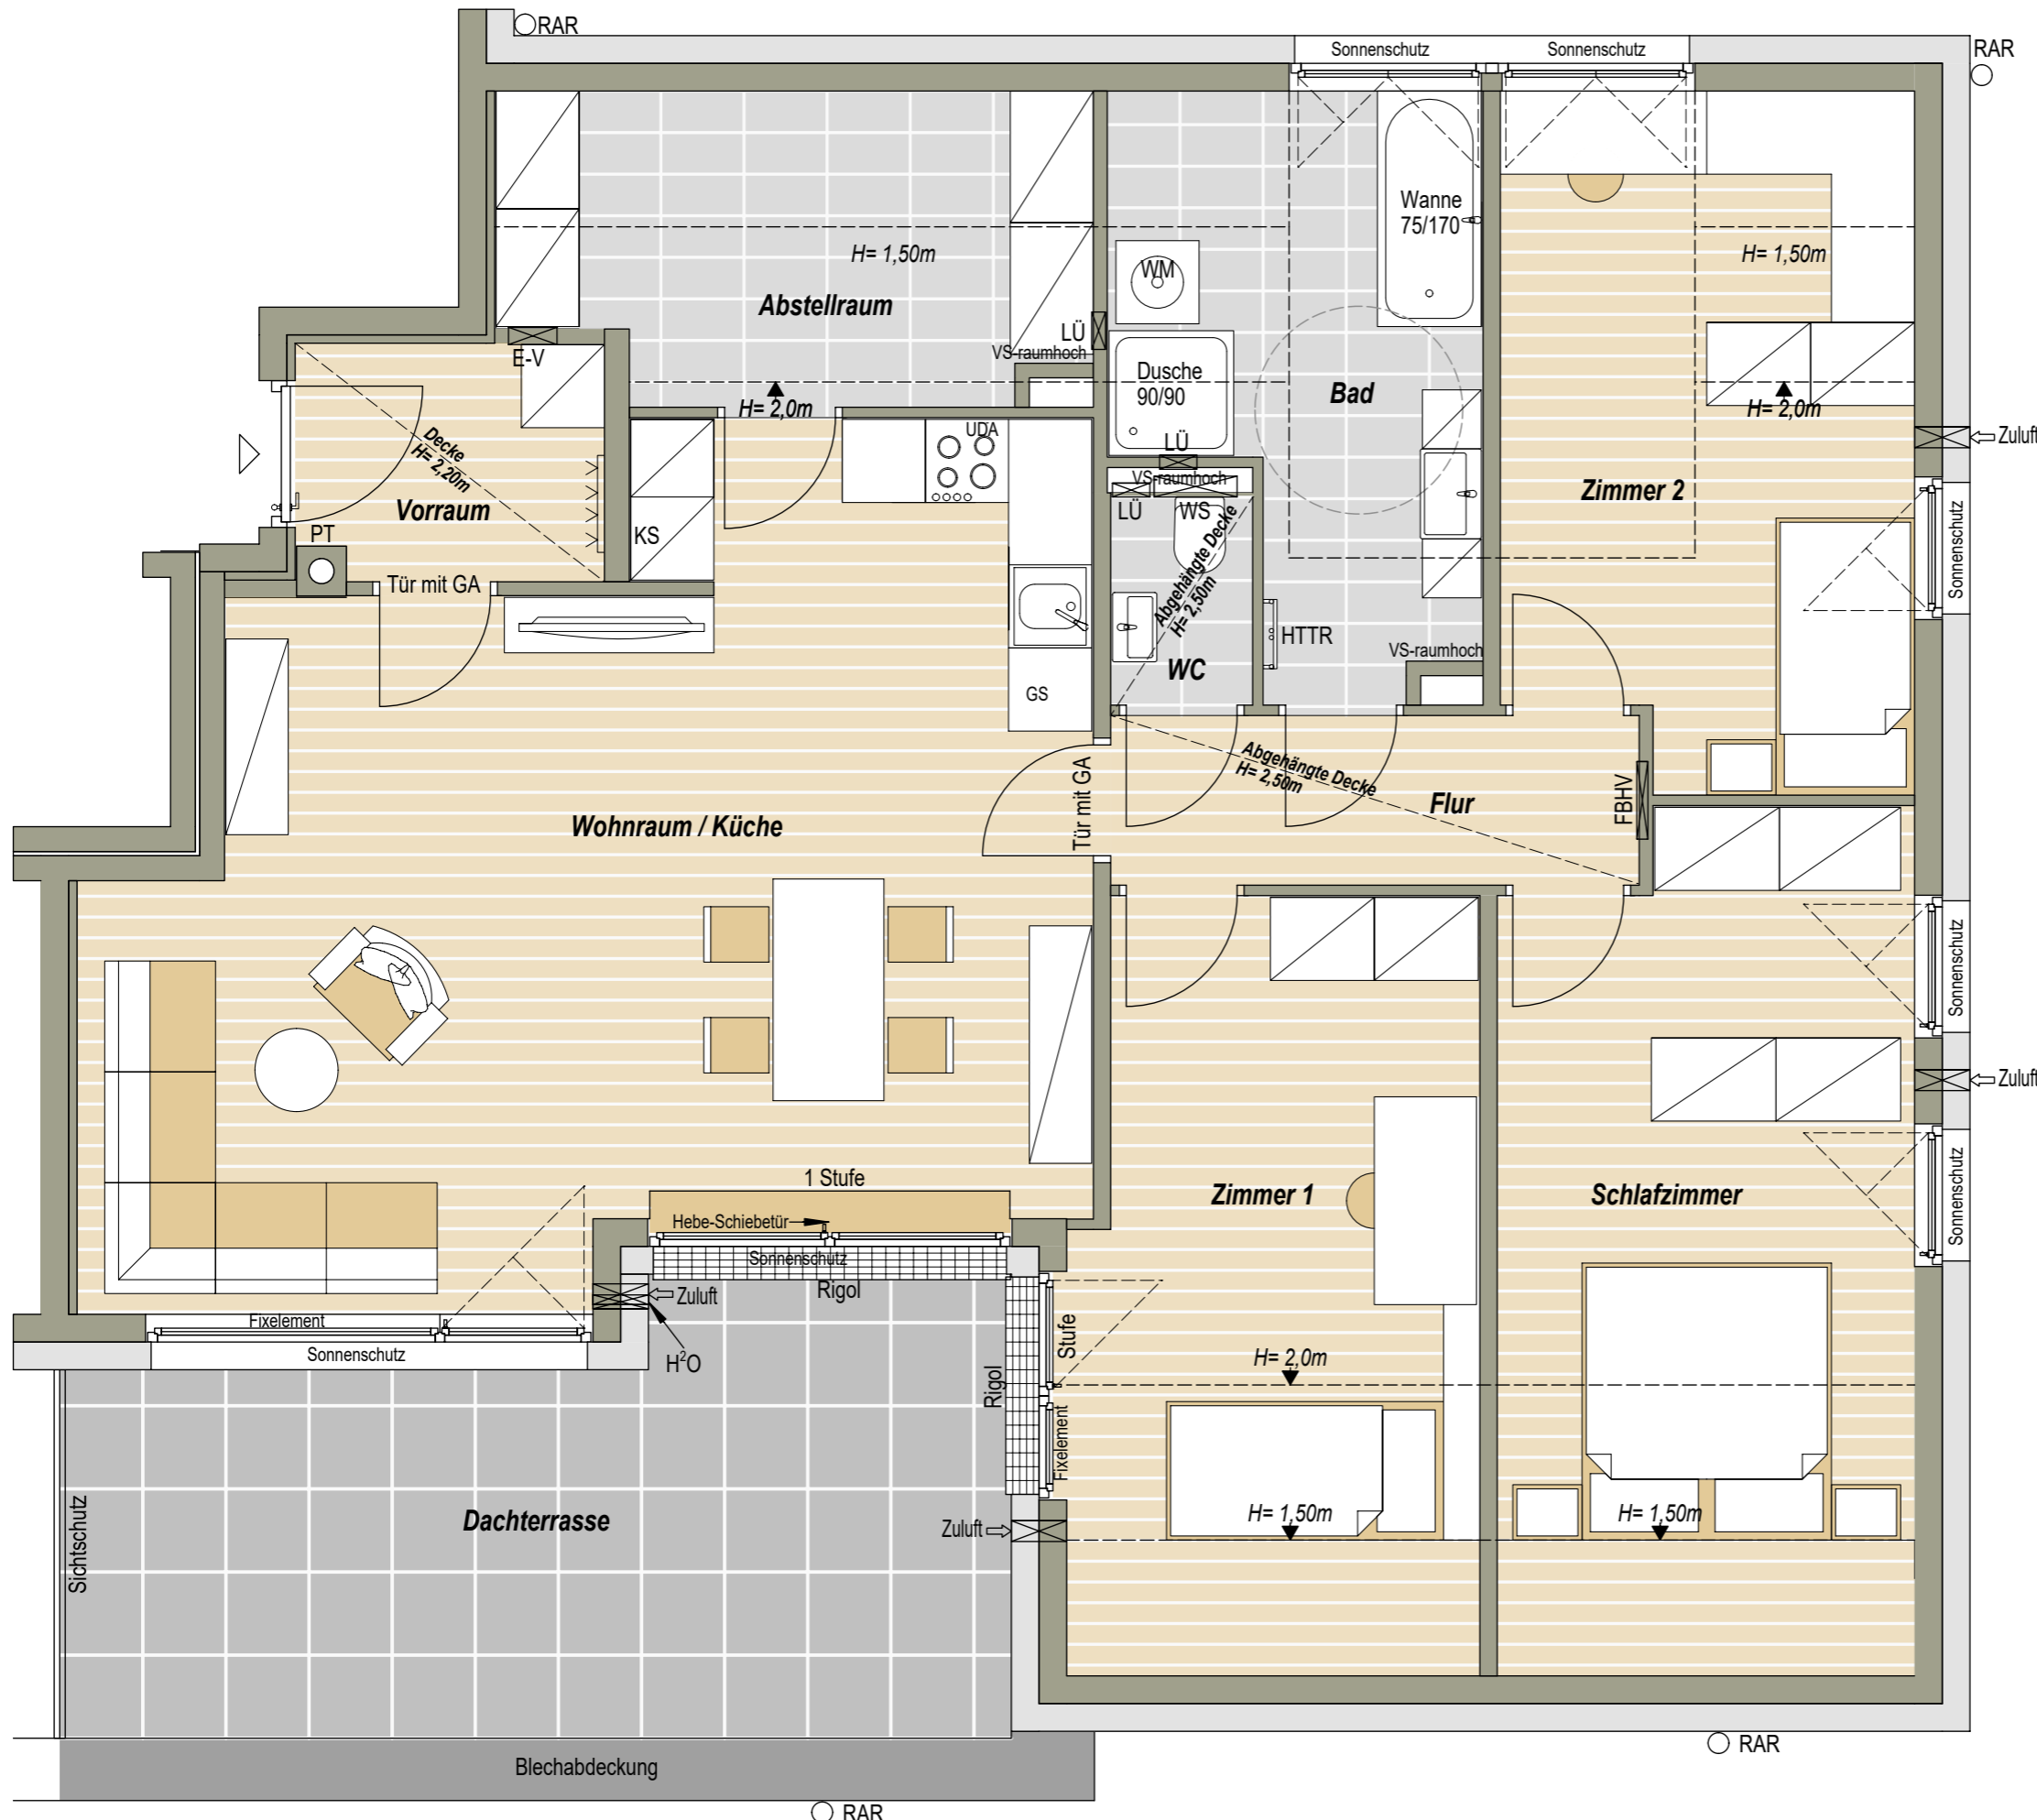 RAR
Sonnenschutz
Sonnenschutz
RAR
Wanne
75/170
H= 1,50m
H= 1,50m
WM
Abstellraum
LÜ
VS-raumhoch
E-V
Dusche
90/90
Bad
H= 2,0m
H= 2,0m
UDA
Zuluft
Decke
H= 2,20m
LÜ
VS-raumhoch
Vorraum
Zimmer 2
LÜ
WS
Sonnenschutz
PT
KS
Abgehängte Decke
H= 2,50m
Tür mit GA
HTTR
VS-raumhoch
WC
GS
Abgehängte Decke
H= 2,50m
Tür mit GA
Flur
FBHV
Wohnraum / Küche
Sonnenschutz
Zuluft
1 Stufe
Zimmer 1
Schlafzimmer
Sonnenschutz
Hebe-Schiebetür
Sonnenschutz
Rigol
Zuluft
Fixelement
Sonnenschutz
H²O
Stufe
Rigol
H= 2,0m
Fixelement
H= 1,50m
H= 1,50m
Dachterrasse
Zuluft
Sichtschutz
RAR
Blechabdeckung
RAR